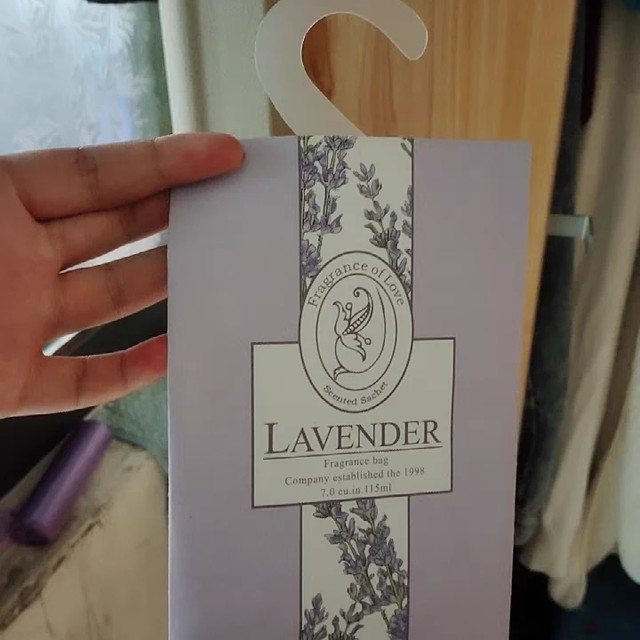 Fragrance of Love
Scented Sachet
LAVENDER
Fragrance bag
Company established the 1998
7.0 cu.in.115ml